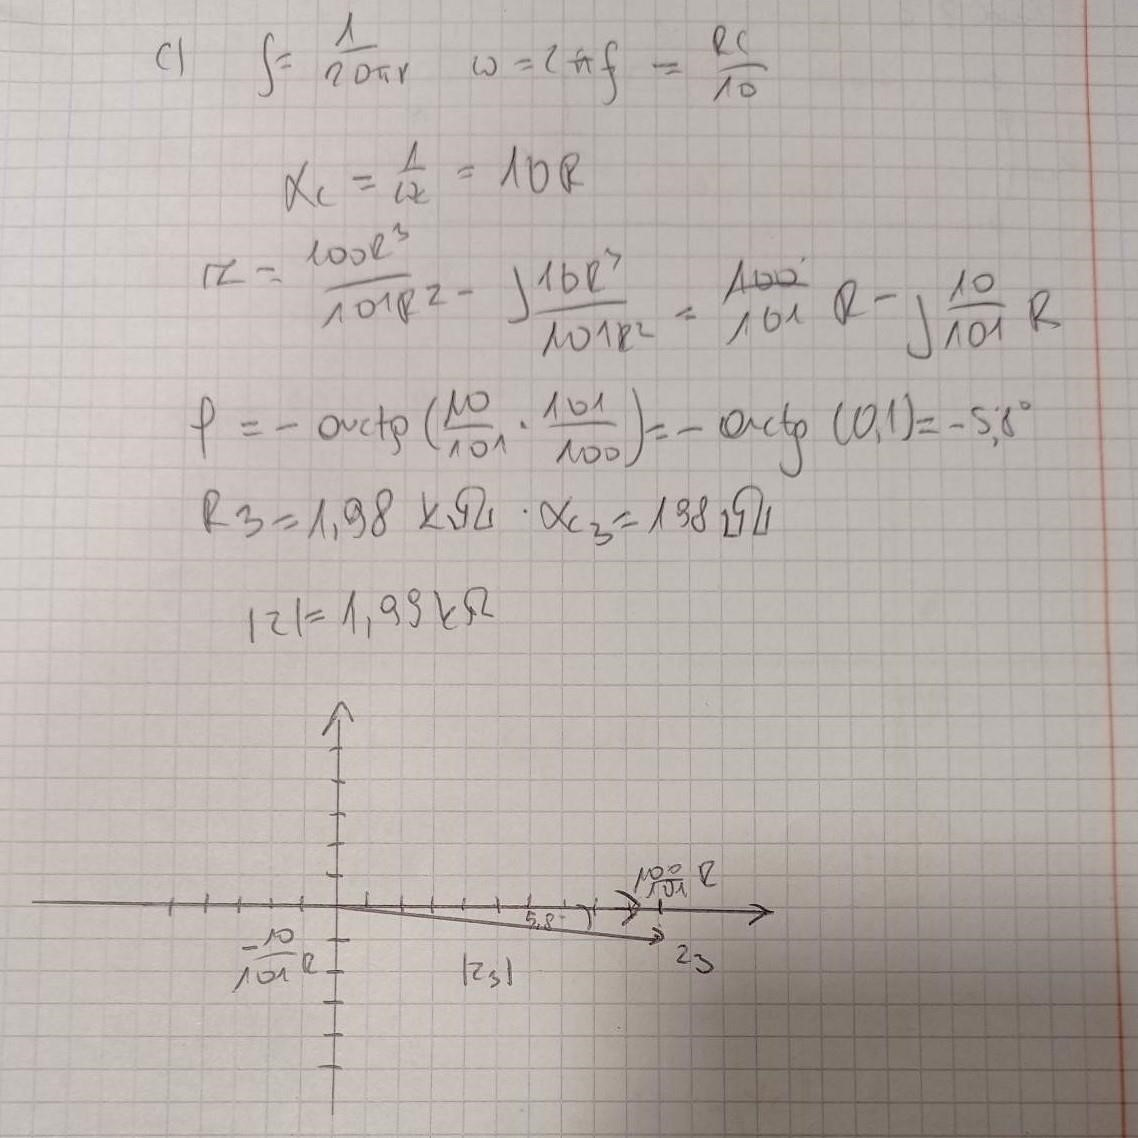 c) f = 1/20πr ω = 2πf = RC/10
Xc = 1/ωc = 10R
Z = 100R³/101R² - j 10R³/101R² = 100/101 R - j 10/101 R
φ = - arctg (10/101 · 101/100) = - arctg (0,1) = -5,8°
R3 = 1,98 kΩ · Xc3 = 198 Ω
|Z| = 1,99 kΩ
100/101 R
5,8°
-10/101 R |Z3| Z3